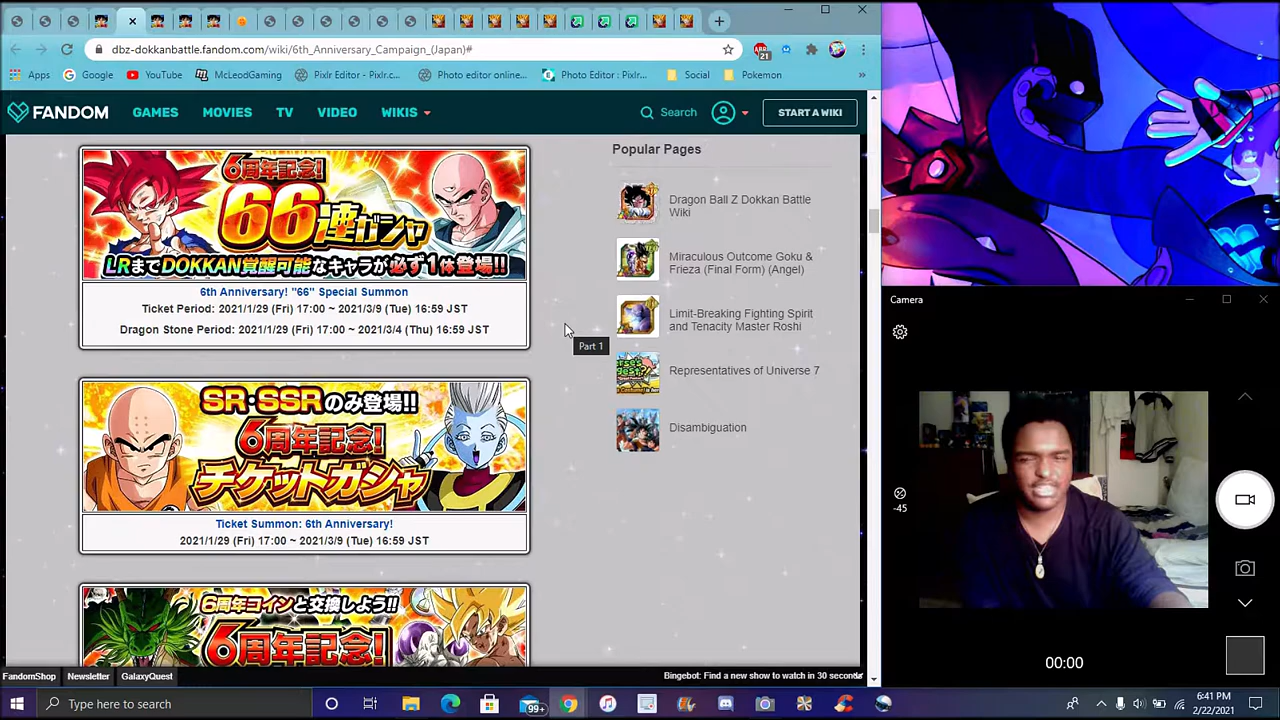 dbz-dokkanbattle.fandom.com/wiki/6th_Anniversary_Campaign_(Japan)#
ABP
21
Apps
Google
YouTube
McLeodGaming
Pixlr Editor - Pixlr.c...
Photo editor online...
Photo Editor : Pixlr...
Social
Pokemon
»
FANDOM
GAMES
MOVIES
TV
VIDEO
WIKIS
Search
START A WIKI
6周年記念!
66連ガシャ
LRまでDOKKAN覚醒可能なキャラが必ず1体登場!!
6th Anniversary! "66" Special Summon
Ticket Period: 2021/1/29 (Fri) 17:00 ~ 2021/3/9 (Tue) 16:59 JST
Dragon Stone Period: 2021/1/29 (Fri) 17:00 ~ 2021/3/4 (Thu) 16:59 JST
SR・SSRのみ登場!!
6周年記念!
チケットガシャ
Ticket Summon: 6th Anniversary!
2021/1/29 (Fri) 17:00 ~ 2021/3/9 (Tue) 16:59 JST
6周年コインと交換しよう!!
6周年記念!
Part 1
Popular Pages
Dragon Ball Z Dokkan Battle
Wiki
Miraculous Outcome Goku &
Frieza (Final Form) (Angel)
Limit-Breaking Fighting Spirit
and Tenacity Master Roshi
Representatives of Universe 7
Disambiguation
FandomShop
Newsletter
GalaxyQuest
Bingebot: Find a new show to watch in 30 seconds
Camera
-45
00:00
Type here to search
99+
6:41 PM
2/22/2021